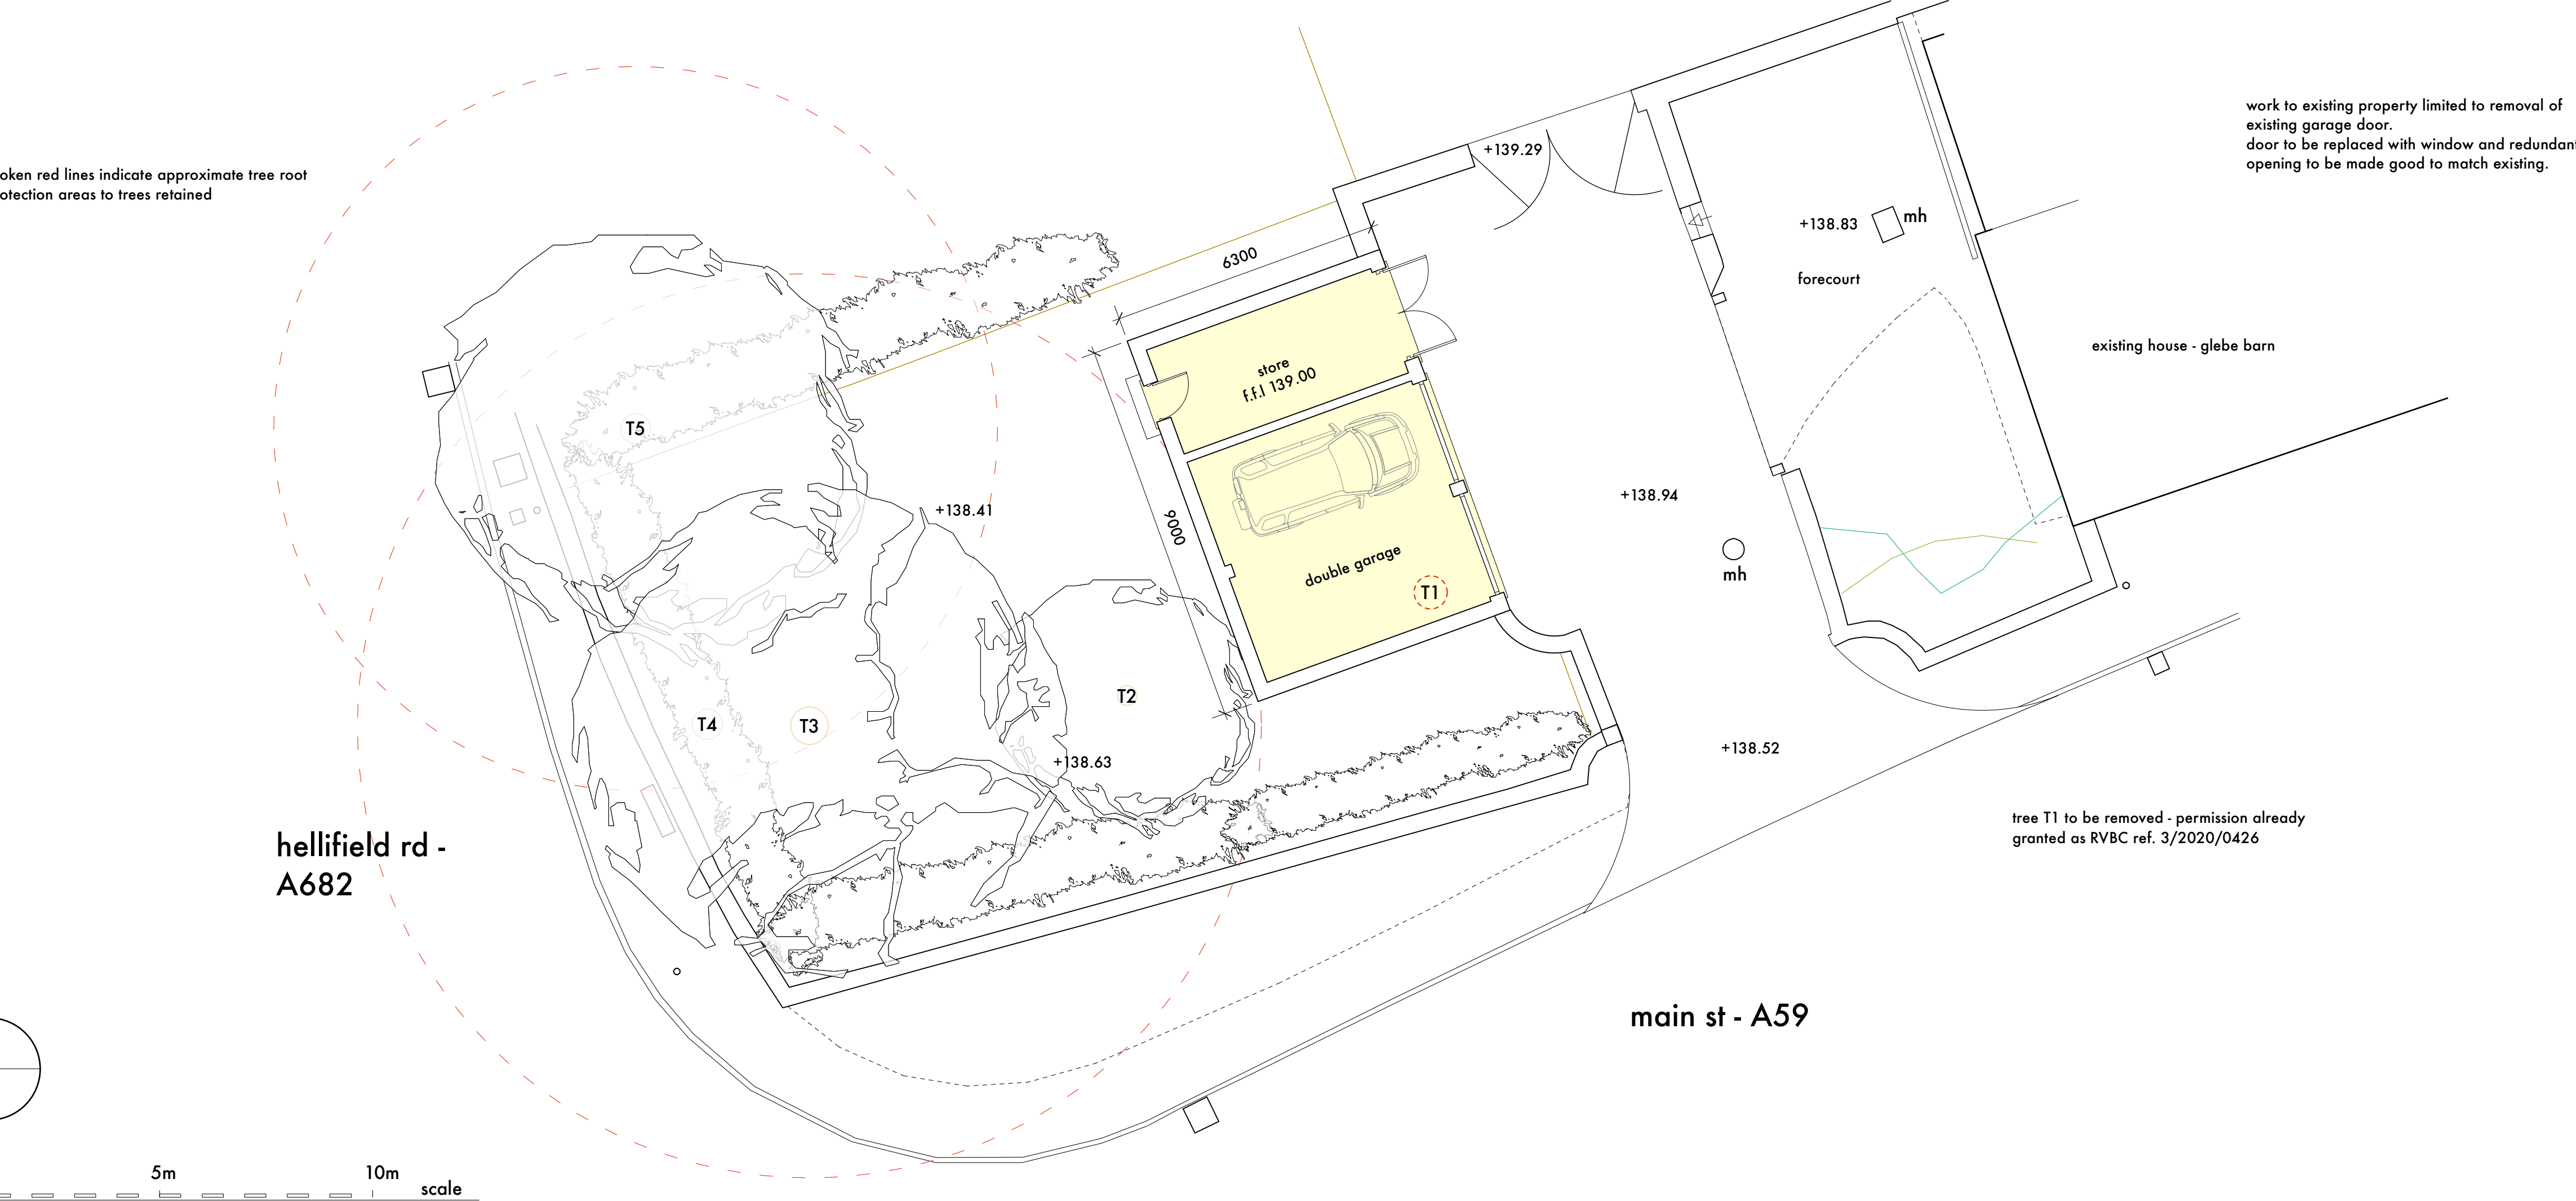 work to existing property limited to removal of
existing garage door.
door to be replaced with window and redundant
opening to be made good to match existing.
+139.29
oken red lines indicate approximate tree root
otection areas to trees retained
+138.83
mh
6300
forecourt
existing house - glebe barn
store
f.f.l 139.00
T5
+138.41
+138.94
9000
double garage
mh
T1
T2
T4
T3
+138.63
+138.52
tree T1 to be removed - permission already
granted as RVBC ref. 3/2020/0426
hellifield rd -
A682
main st - A59
5m
10m
scale